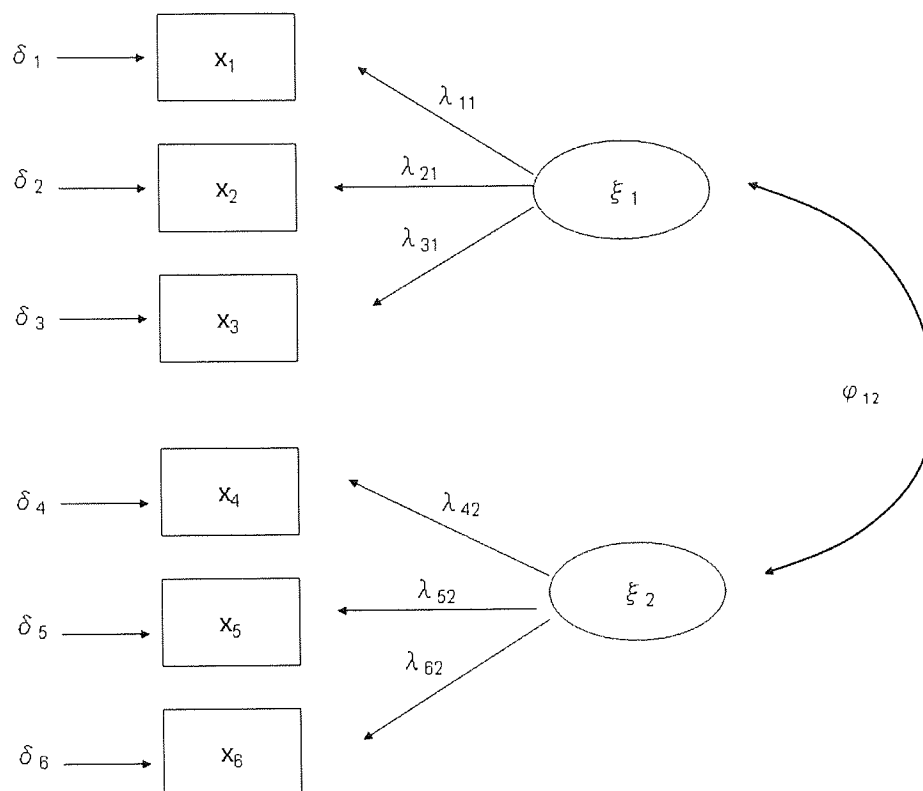 δ₁ x₁
λ₁₁
δ₂ x₂ λ₂₁ ξ₁
λ₃₁
δ₃ x₃
φ₁₂
δ₄ x₄ λ₄₂
δ₅ x₅ λ₅₂ ξ₂
λ₆₂
δ₆ x₆